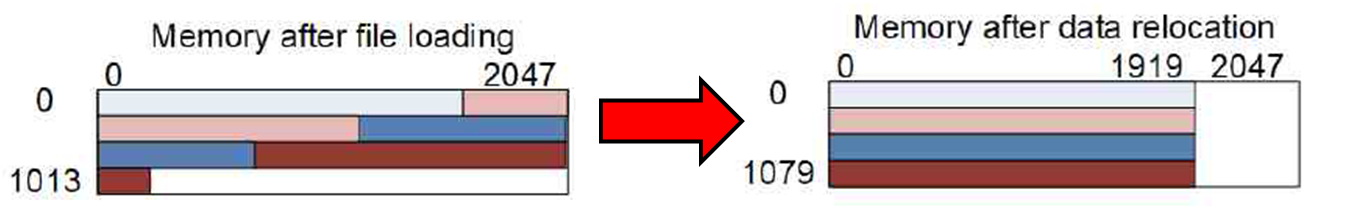 Memory after file loading
0 2047
0
1013
Memory after data relocation
0 1919 2047
0
1079